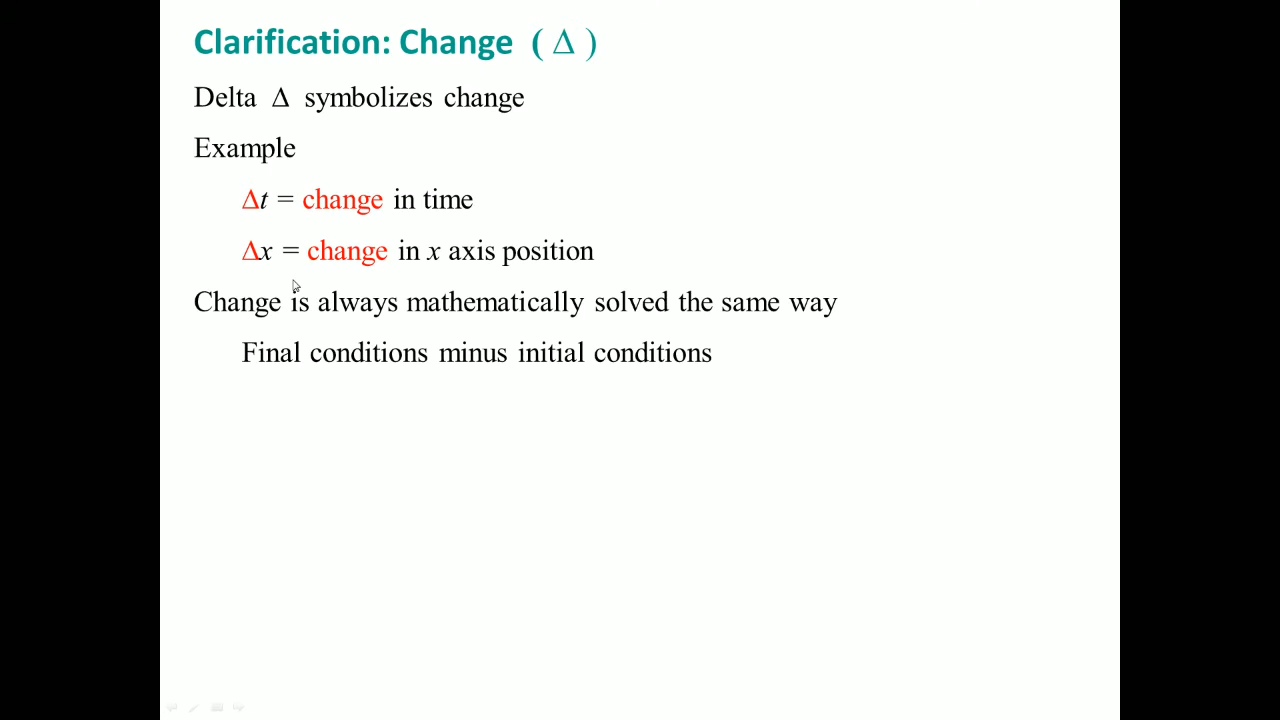 Clarification: Change ( Δ )
Delta Δ symbolizes change
Example
Δt = change in time
Δx = change in x axis position
Change is always mathematically solved the same way
Final conditions minus initial conditions